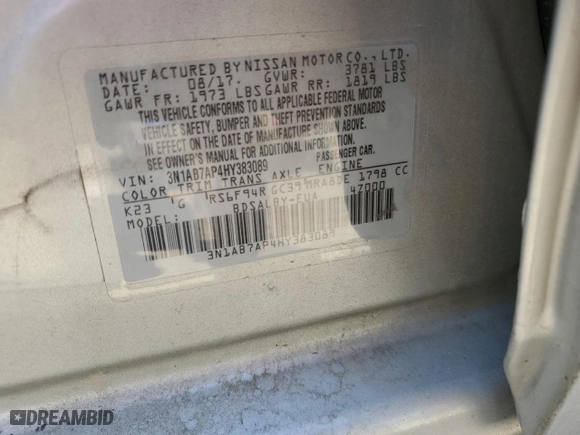 MANUFACTURED BY NISSAN MOTOR CO., LTD.
DATE: 08/17. GVWR: 3781 LBS
GAWR FR: 1973 LBS GAWR RR: 1819 LBS
THIS VEHICLE CONFORMS TO ALL APPLICABLE FEDERAL MOTOR
VEHICLE SAFETY, BUMPER AND THEFT PREVENTION STANDARDS
IN EFFECT ON THE DATE OF MANUFACTURE SHOWN ABOVE.
SEE OWNER'S MANUAL FOR ADDITIONAL INFORMATION.
VIN: 3N1AB7AP4HY383089 PASSENGER CAR
COLOR TRIM TRANS AXLE ENGINE
K23 G RS6F94R GC39 MRA8DE 1798 CC
MODEL: BDSALBY-EUA 47000
3N1AB7AP4HY383089
DREAMBID